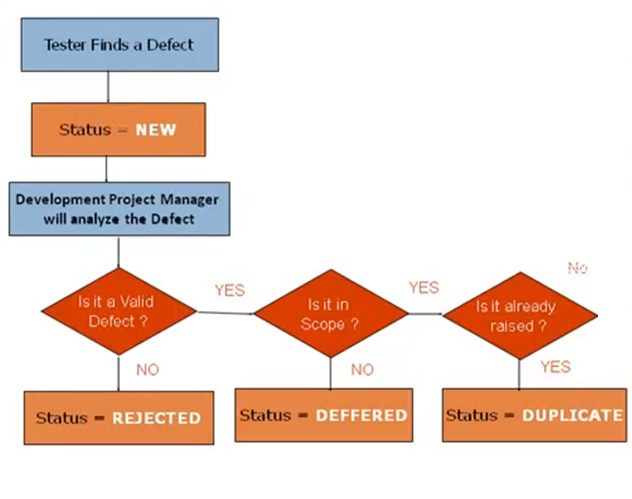 Tester Finds a Defect
Status = NEW
Development Project Manager
will analyze the Defect
Is it a Valid
Defect ?
YES
Is it in
Scope ?
YES
Is it already
raised ?
No
NO
NO
YES
Status = REJECTED
Status = DEFFERED
Status = DUPLICATE